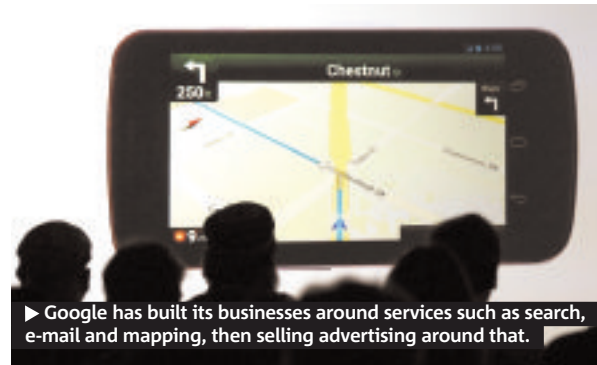 Chestnut
250
▶ Google has built its businesses around services such as search,
e-mail and mapping, then selling advertising around that.